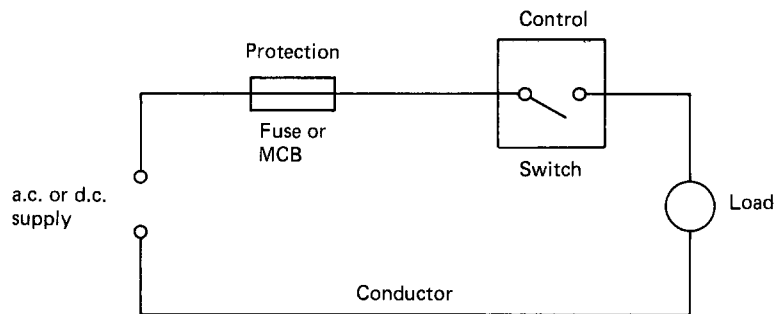 Control
Protection
Fuse or
MCB
Switch
a.c. or d.c.
supply
Load
Conductor